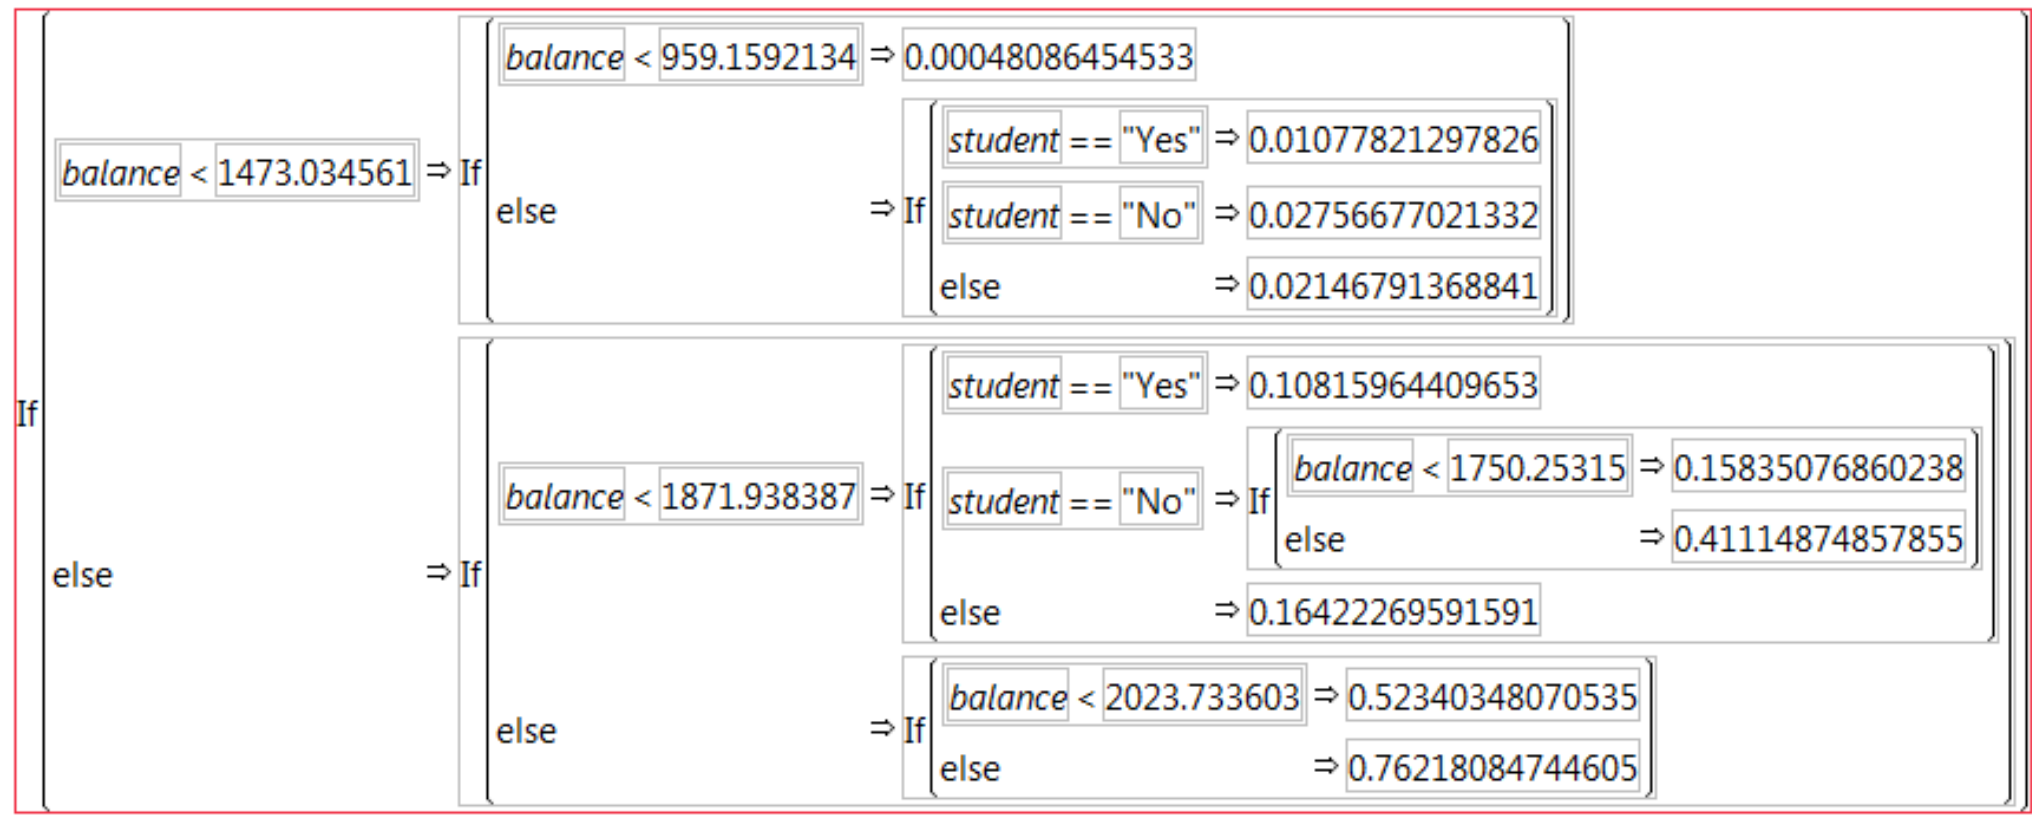 balance < 959.1592134 ⇒ 0.00048086454533
student == "Yes" ⇒ 0.01077821297826
balance < 1473.034561 ⇒ If
else ⇒ If student == "No" ⇒ 0.02756677021332
else ⇒ 0.02146791368841
student == "Yes" ⇒ 0.10815964409653
If
balance < 1750.25315 ⇒ 0.15835076860238
balance < 1871.938387 ⇒ If student == "No" ⇒ If
else ⇒ 0.41114874857855
else ⇒ If
else ⇒ 0.16422269591591
balance < 2023.733603 ⇒ 0.52340348070535
else ⇒ If
else ⇒ 0.76218084744605